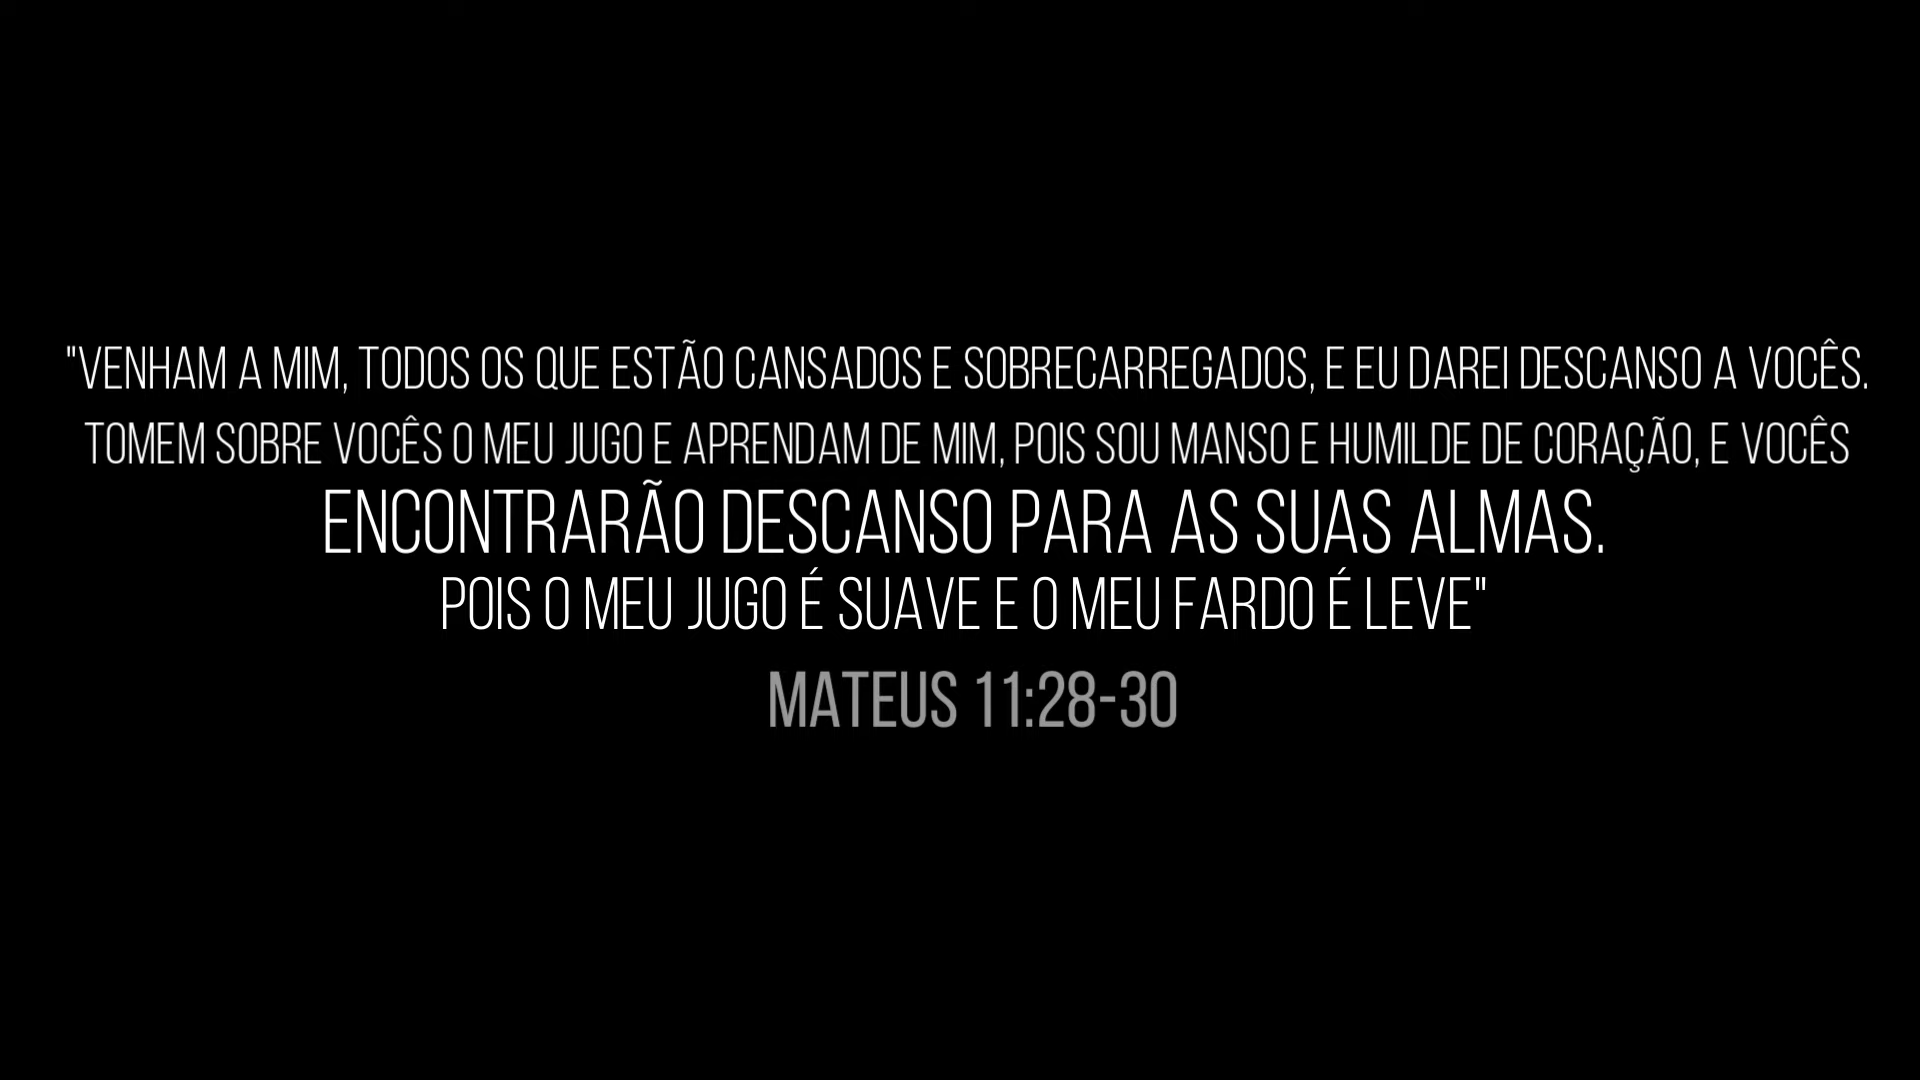 "VENHAM A MIM, TODOS OS QUE ESTÃO CANSADOS E SOBRECARREGADOS, E EU DAREI DESCANSO A VOCÊS.
TOMEM SOBRE VOCÊS O MEU JUGO E APRENDAM DE MIM, POIS SOU MANSO E HUMILDE DE CORAÇÃO, E VOCÊS
ENCONTRARÃO DESCANSO PARA AS SUAS ALMAS.
POIS O MEU JUGO É SUAVE E O MEU FARDO É LEVE"
MATEUS 11:28-30